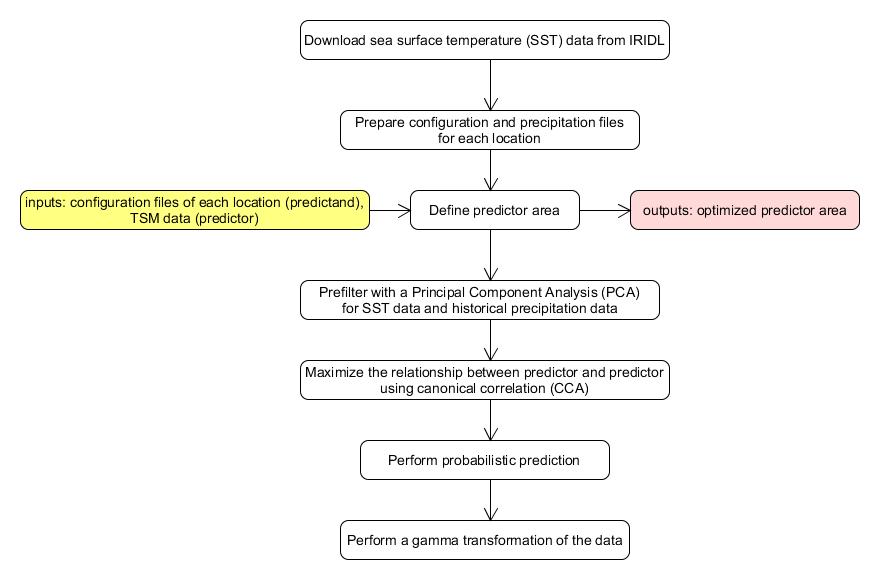 Download sea surface temperature (SST) data from IRIDL
Prepare configuration and precipitation files
for each location
inputs: configuration files of each location (predictand),
TSM data (predictor)
Define predictor area
outputs: optimized predictor area
Prefilter with a Principal Component Analysis (PCA)
for SST data and historical precipitation data
Maximize the relationship between predictor and predictor
using canonical correlation (CCA)
Perform probabilistic prediction
Perform a gamma transformation of the data